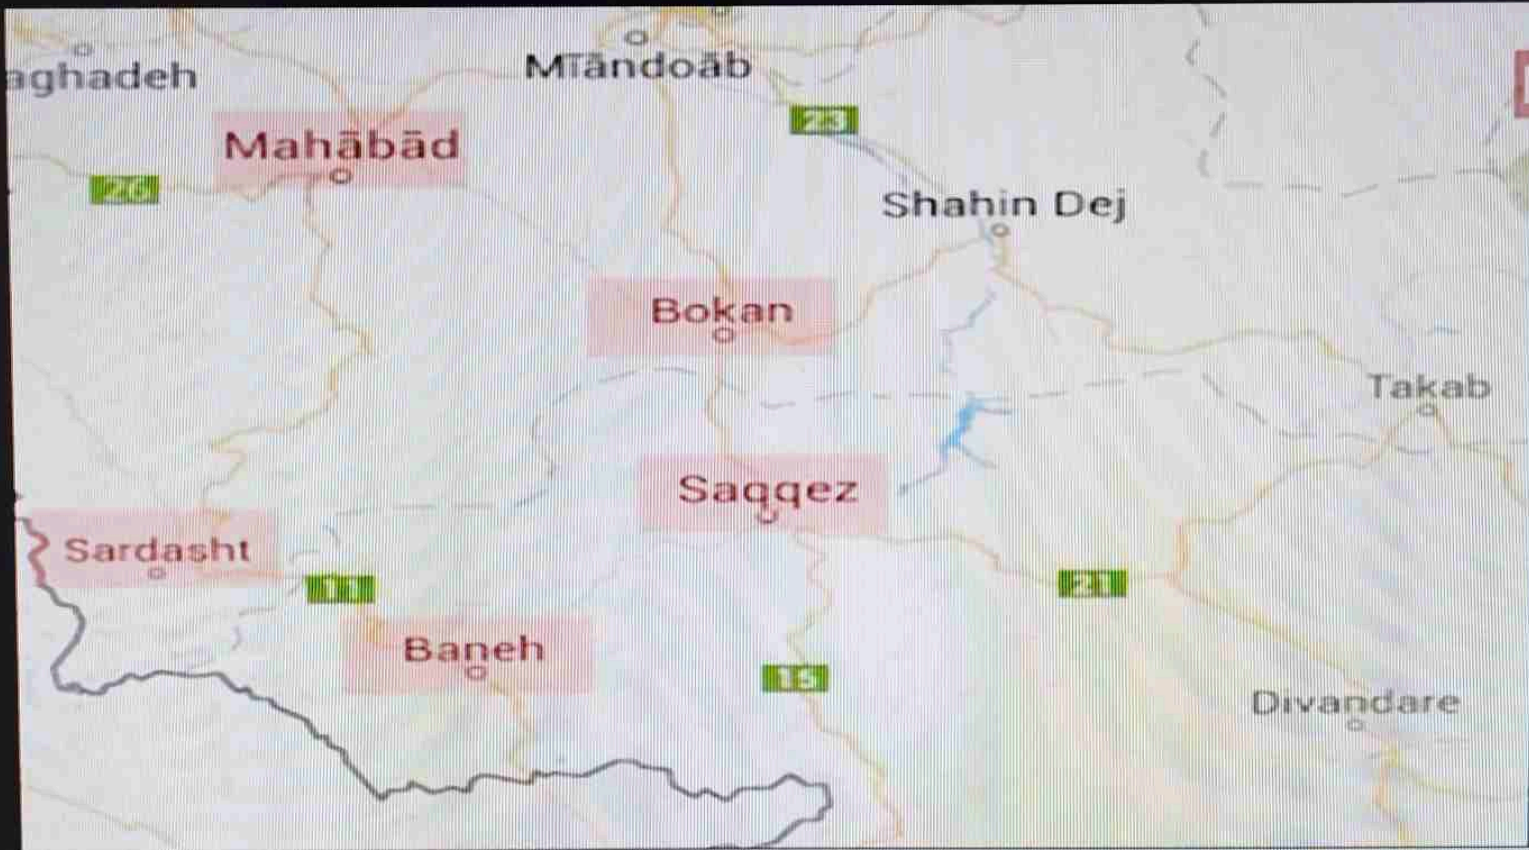 Mīāndoāb
aghadeh
23
Mahābād
26
Shahin Dej
Bokan
Takab
Saqqez
Sardasht
11
21
Baneh
15
Divandare